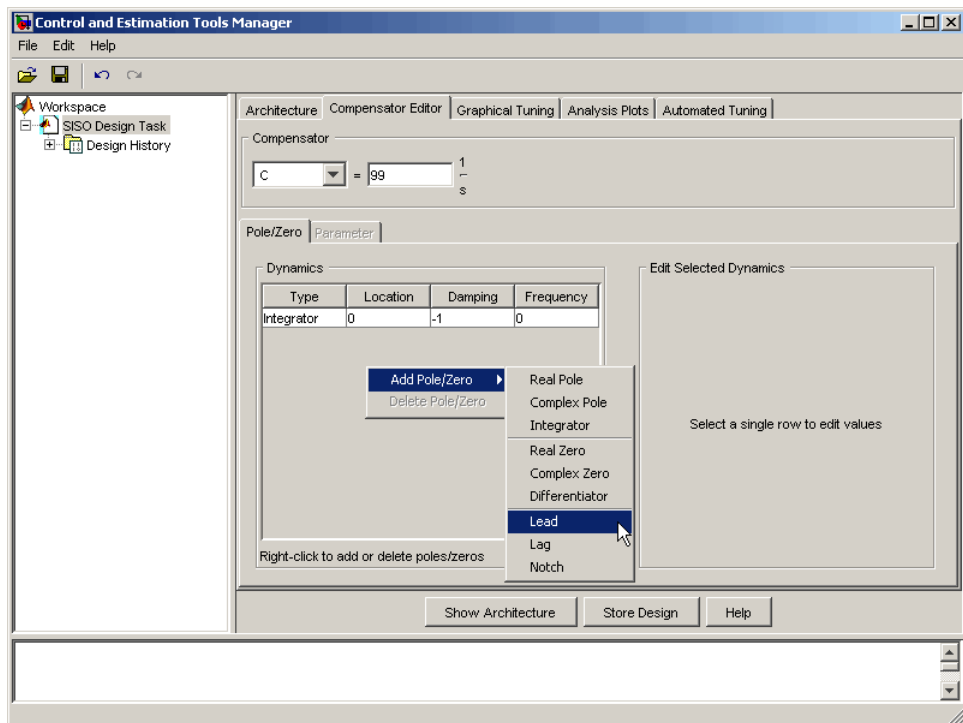 Control and Estimation Tools Manager
File Edit Help
Workspace
SISO Design Task
Design History
Architecture Compensator Editor Graphical Tuning Analysis Plots Automated Tuning
Compensator
C = 99 1
s
Pole/Zero Parameter
Dynamics
Type Location Damping Frequency
Integrator 0 -1 0
Add Pole/Zero
Delete Pole/Zero
Real Pole
Complex Pole
Integrator
Real Zero
Complex Zero
Differentiator
Lead
Lag
Notch
Right-click to add or delete poles/zeros
Edit Selected Dynamics
Select a single row to edit values
Show Architecture Store Design Help